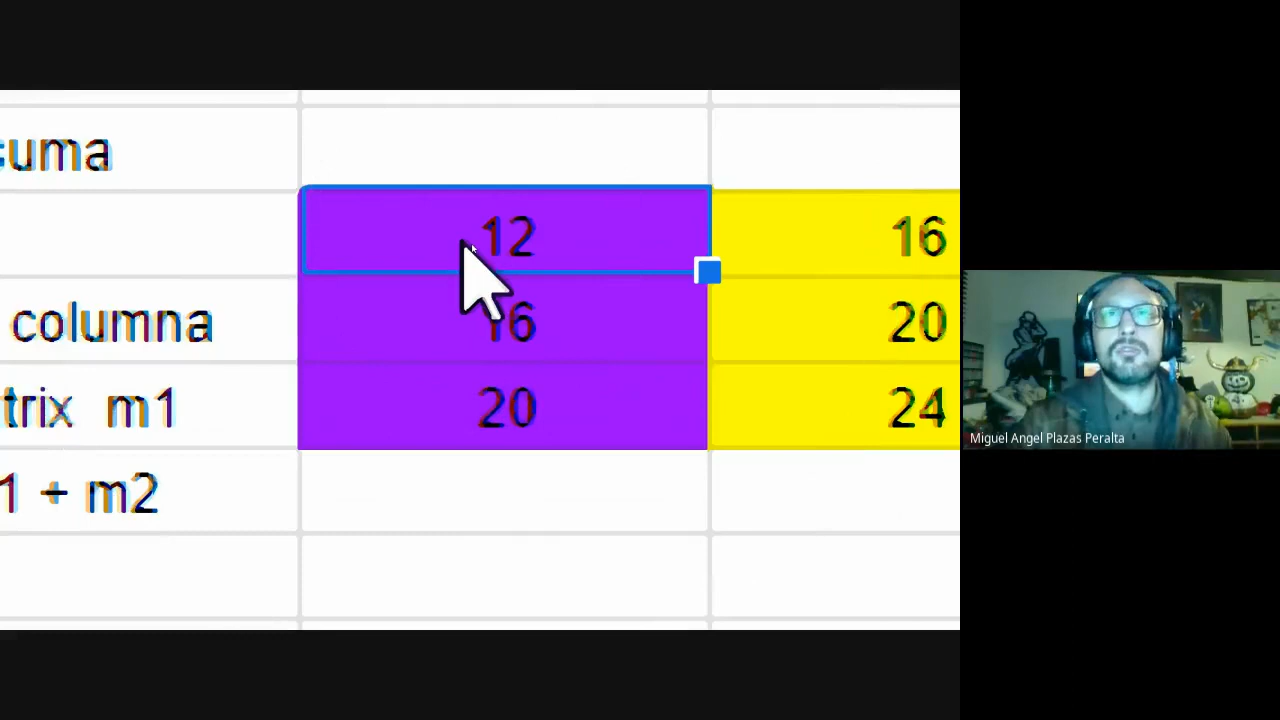 suma
12 16
columna 16 20
trix m1 20 24
1 + m2
Miguel Angel Plazas Peralta